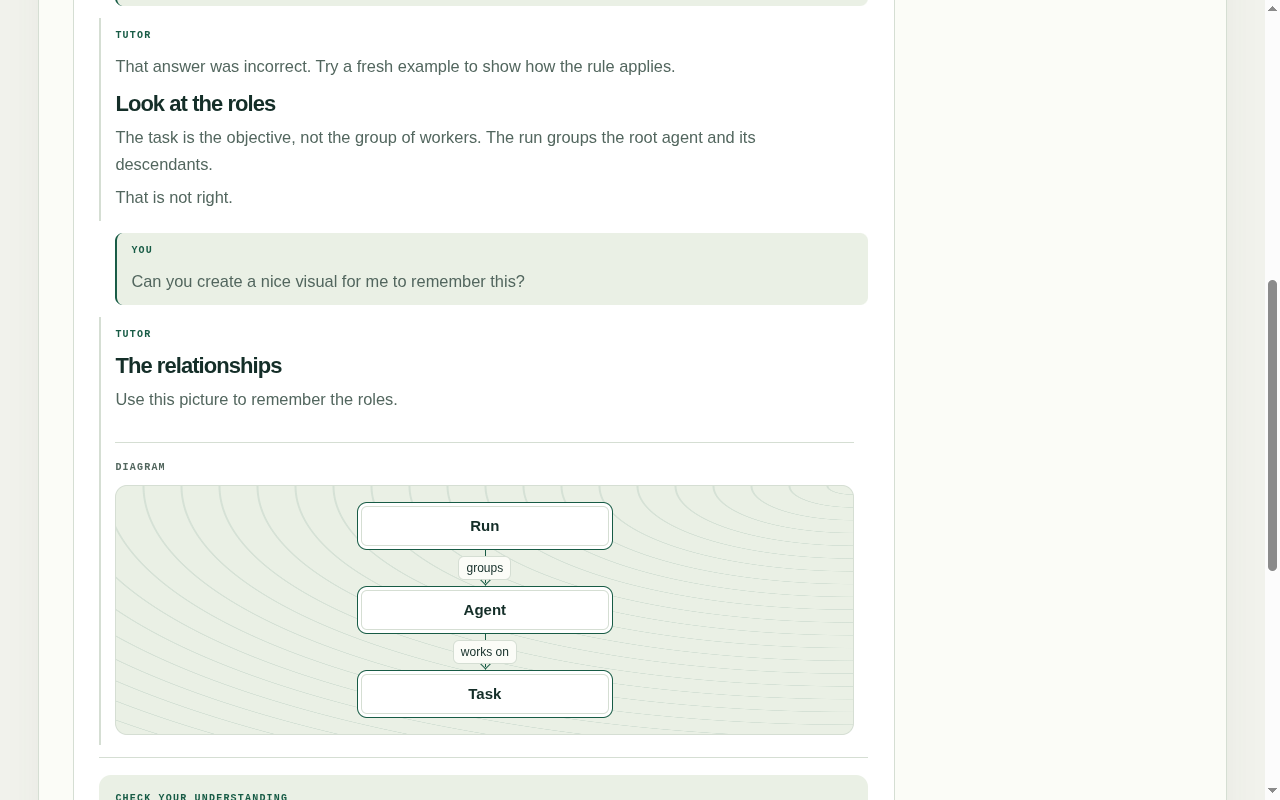 TUTOR
That answer was incorrect. Try a fresh example to show how the rule applies.
Look at the roles
The task is the objective, not the group of workers. The run groups the root agent and its
descendants.
That is not right.
YOU
Can you create a nice visual for me to remember this?
TUTOR
The relationships
Use this picture to remember the roles.
DIAGRAM
Run
groups
Agent
works on
Task
CHECK YOUR UNDERSTANDING